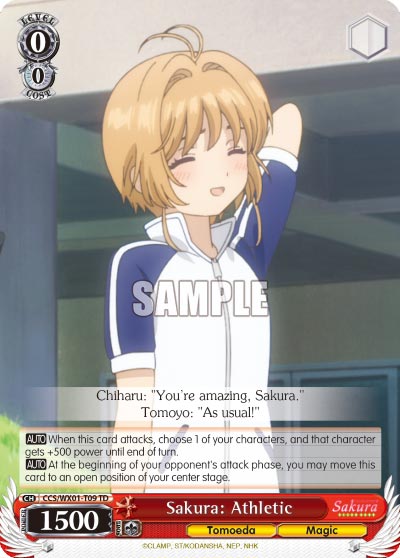 LEVEL
0
0
COST
SAMPLE
Chiharu: "You're amazing, Sakura."
Tomoyo: "As usual!"
AUTO When this card attacks, choose 1 of your characters, and that character
gets +500 power until end of turn.
AUTO At the beginning of your opponent's attack phase, you may move this
card to an open position of your center stage.
CH CCS/WX01-T09 TD
POWER 1500
Sakura: Athletic
Sakura
Tomoeda Magic
©CLAMP, ST/KODANSHA, NEP, NHK